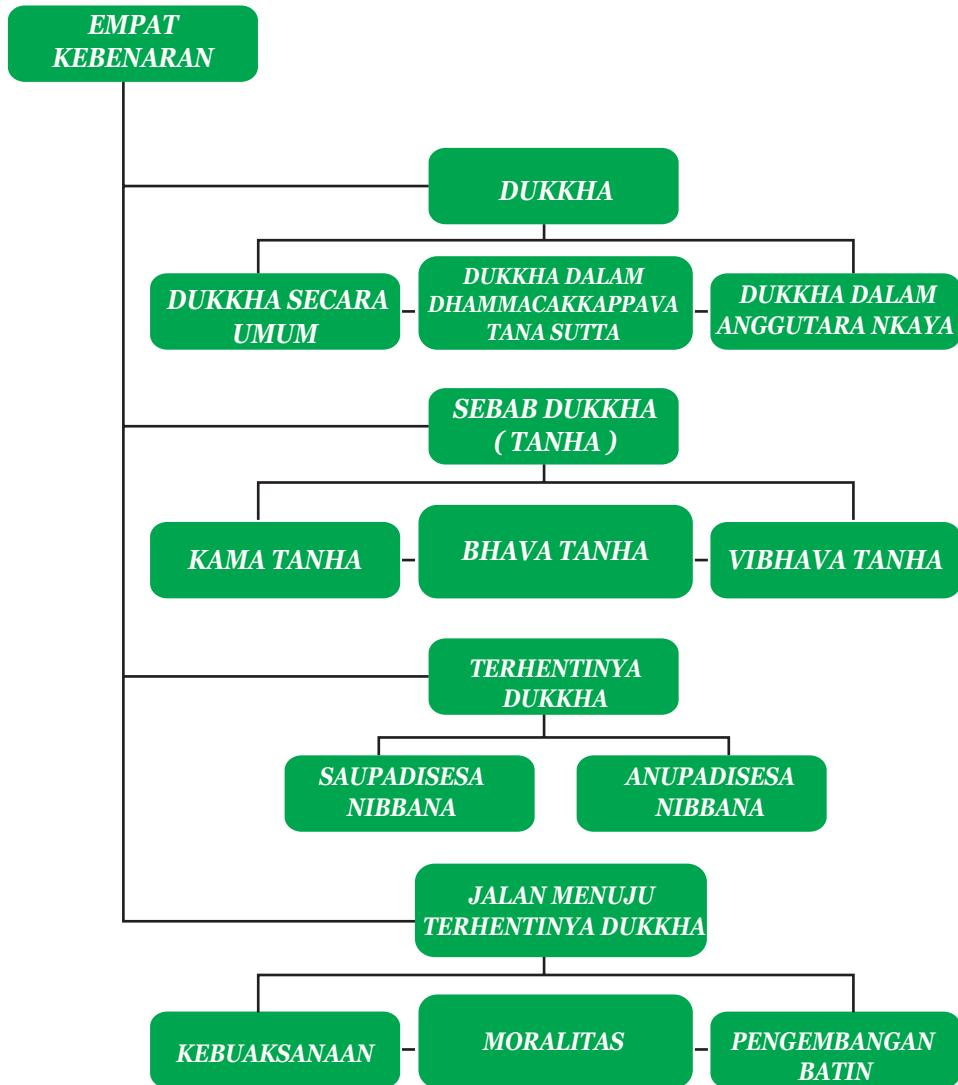 EMPAT
KEBENARAN
DUKKHA
DUKKHA SECARA
UMUM
DUKKHA DALAM
DHAMMACAKKAPPAVA
TANA SUTTA
DUKKHA DALAM
ANGGUTARA NKAYA
SEBAB DUKKHA
( TANHA )
KAMA TANHA
BHAVA TANHA
VIBHAVA TANHA
TERHENTINYA
DUKKHA
SAUPADISESA
NIBBANA
ANUPADISESA
NIBBANA
JALAN MENUJU
TERHENTINYA DUKKHA
KEBUAKSANAAN
MORALITAS
PENGEMBANGAN
BATIN